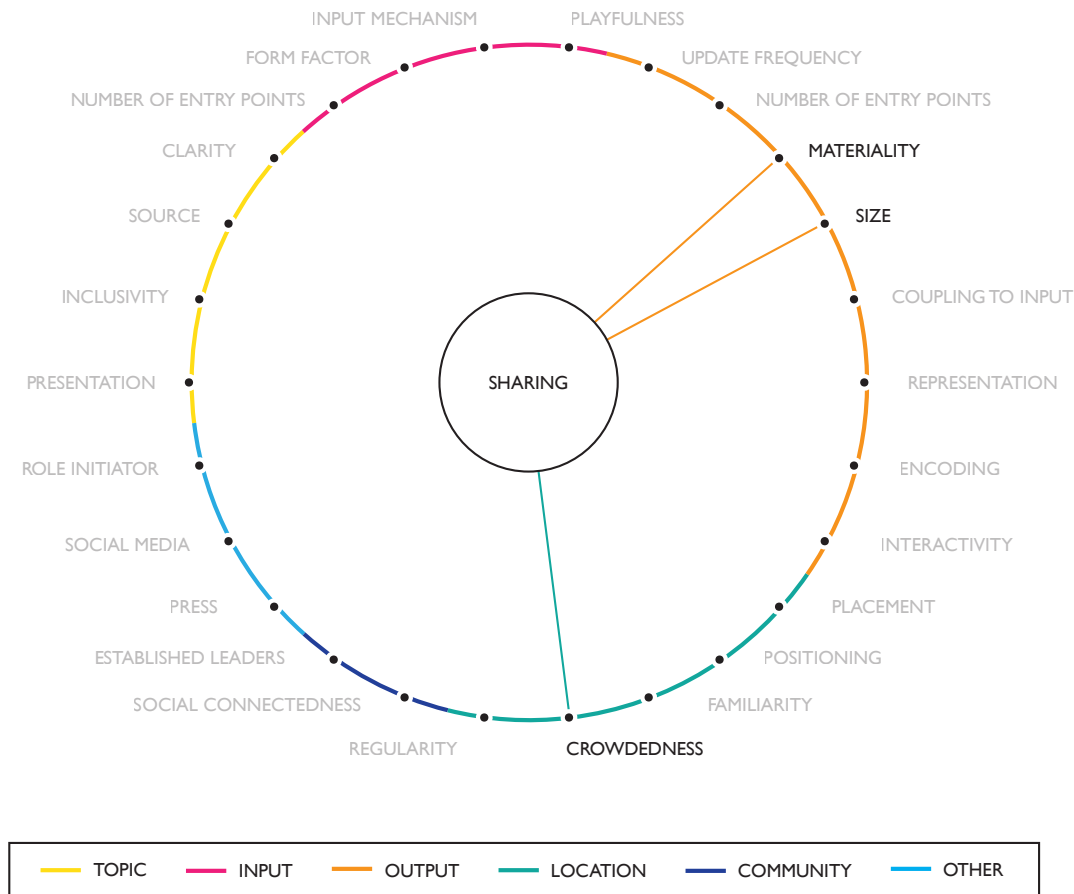 INPUT MECHANISM
PLAYFULNESS
FORM FACTOR
UPDATE FREQUENCY
NUMBER OF ENTRY POINTS
NUMBER OF ENTRY POINTS
CLARITY
MATERIALITY
SOURCE
SIZE
INCLUSIVITY
COUPLING TO INPUT
PRESENTATION
SHARING
REPRESENTATION
ROLE INITIATOR
ENCODING
SOCIAL MEDIA
INTERACTIVITY
PRESS
PLACEMENT
ESTABLISHED LEADERS
POSITIONING
SOCIAL CONNECTEDNESS
FAMILIARITY
REGULARITY
CROWDEDNESS
TOPIC
INPUT
OUTPUT
LOCATION
COMMUNITY
OTHER